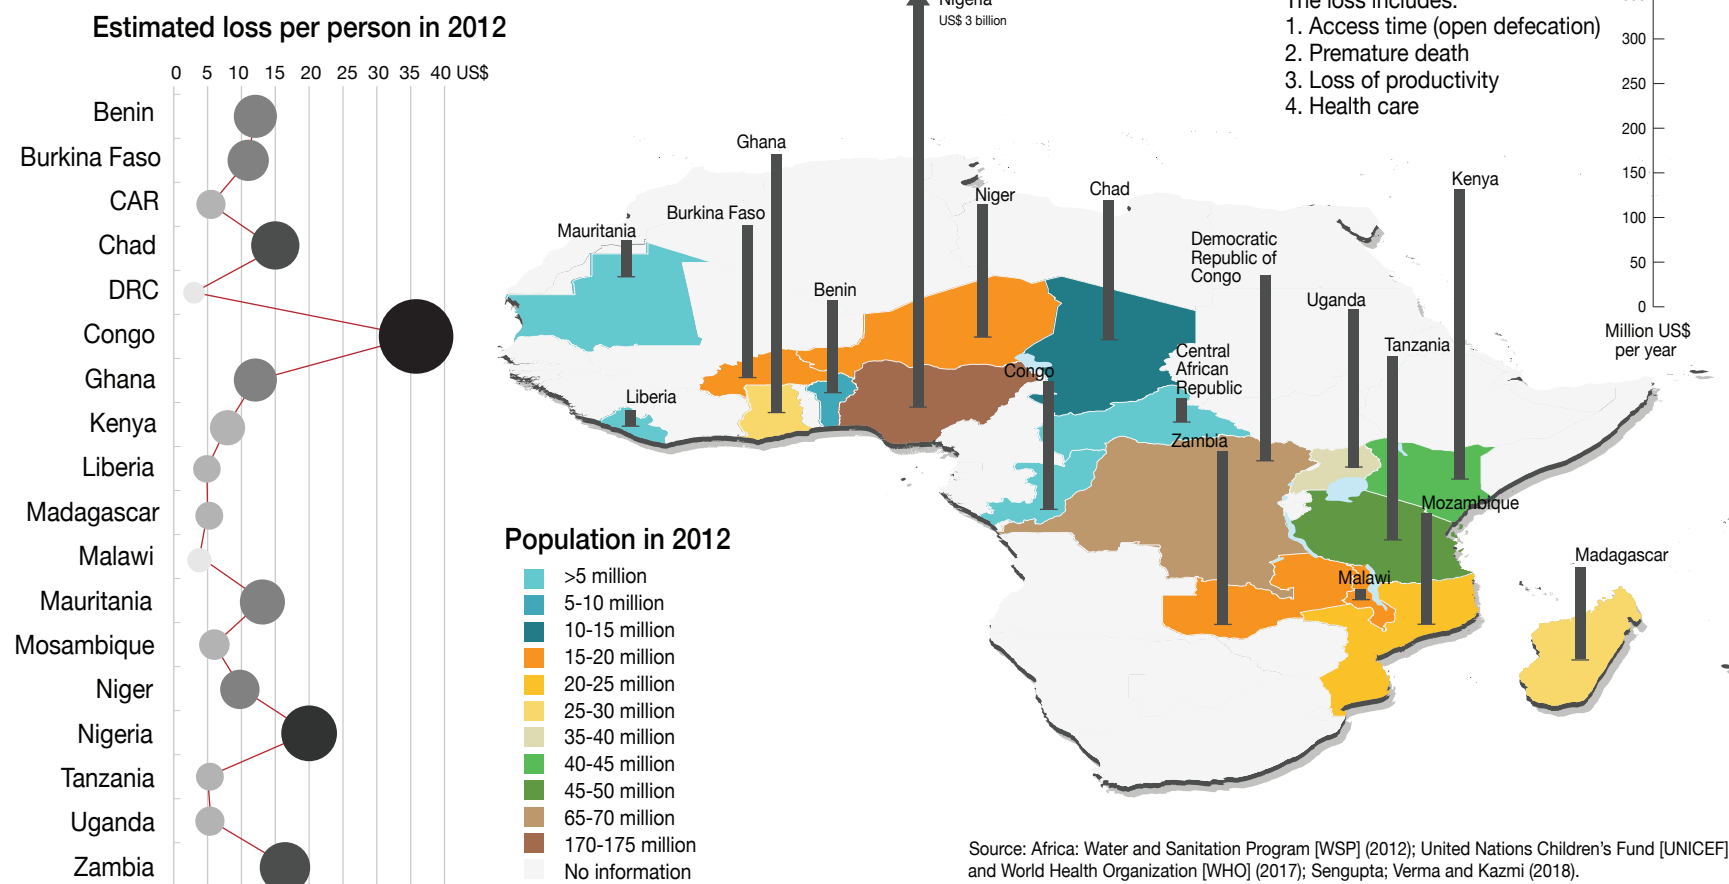 Estimated loss per person in 2012
0 5 10 15 20 25 30 35 40 US$
Benin
Burkina Faso
CAR
Chad
DRC
Congo
Ghana
Kenya
Liberia
Madagascar
Malawi
Mauritania
Mosambique
Niger
Nigeria
Tanzania
Uganda
Zambia
Nigeria
US$ 3 billion
The loss includes:
1. Access time (open defecation)
2. Premature death
3. Loss of productivity
4. Health care
300
250
200
150
100
50
0
Million US$
per year
Ghana
Mauritania
Burkina Faso
Benin
Liberia
Niger
Chad
Democratic
Republic of
Congo
Kenya
Uganda
Tanzania
Central
African
Republic
Congo
Zambia
Mozambique
Malawi
Madagascar
Population in 2012
>5 million
5-10 million
10-15 million
15-20 million
20-25 million
25-30 million
35-40 million
40-45 million
45-50 million
65-70 million
170-175 million
No information
Source: Africa: Water and Sanitation Program [WSP] (2012); United Nations Children's Fund [UNICEF]
and World Health Organization [WHO] (2017); Sengupta; Verma and Kazmi (2018).